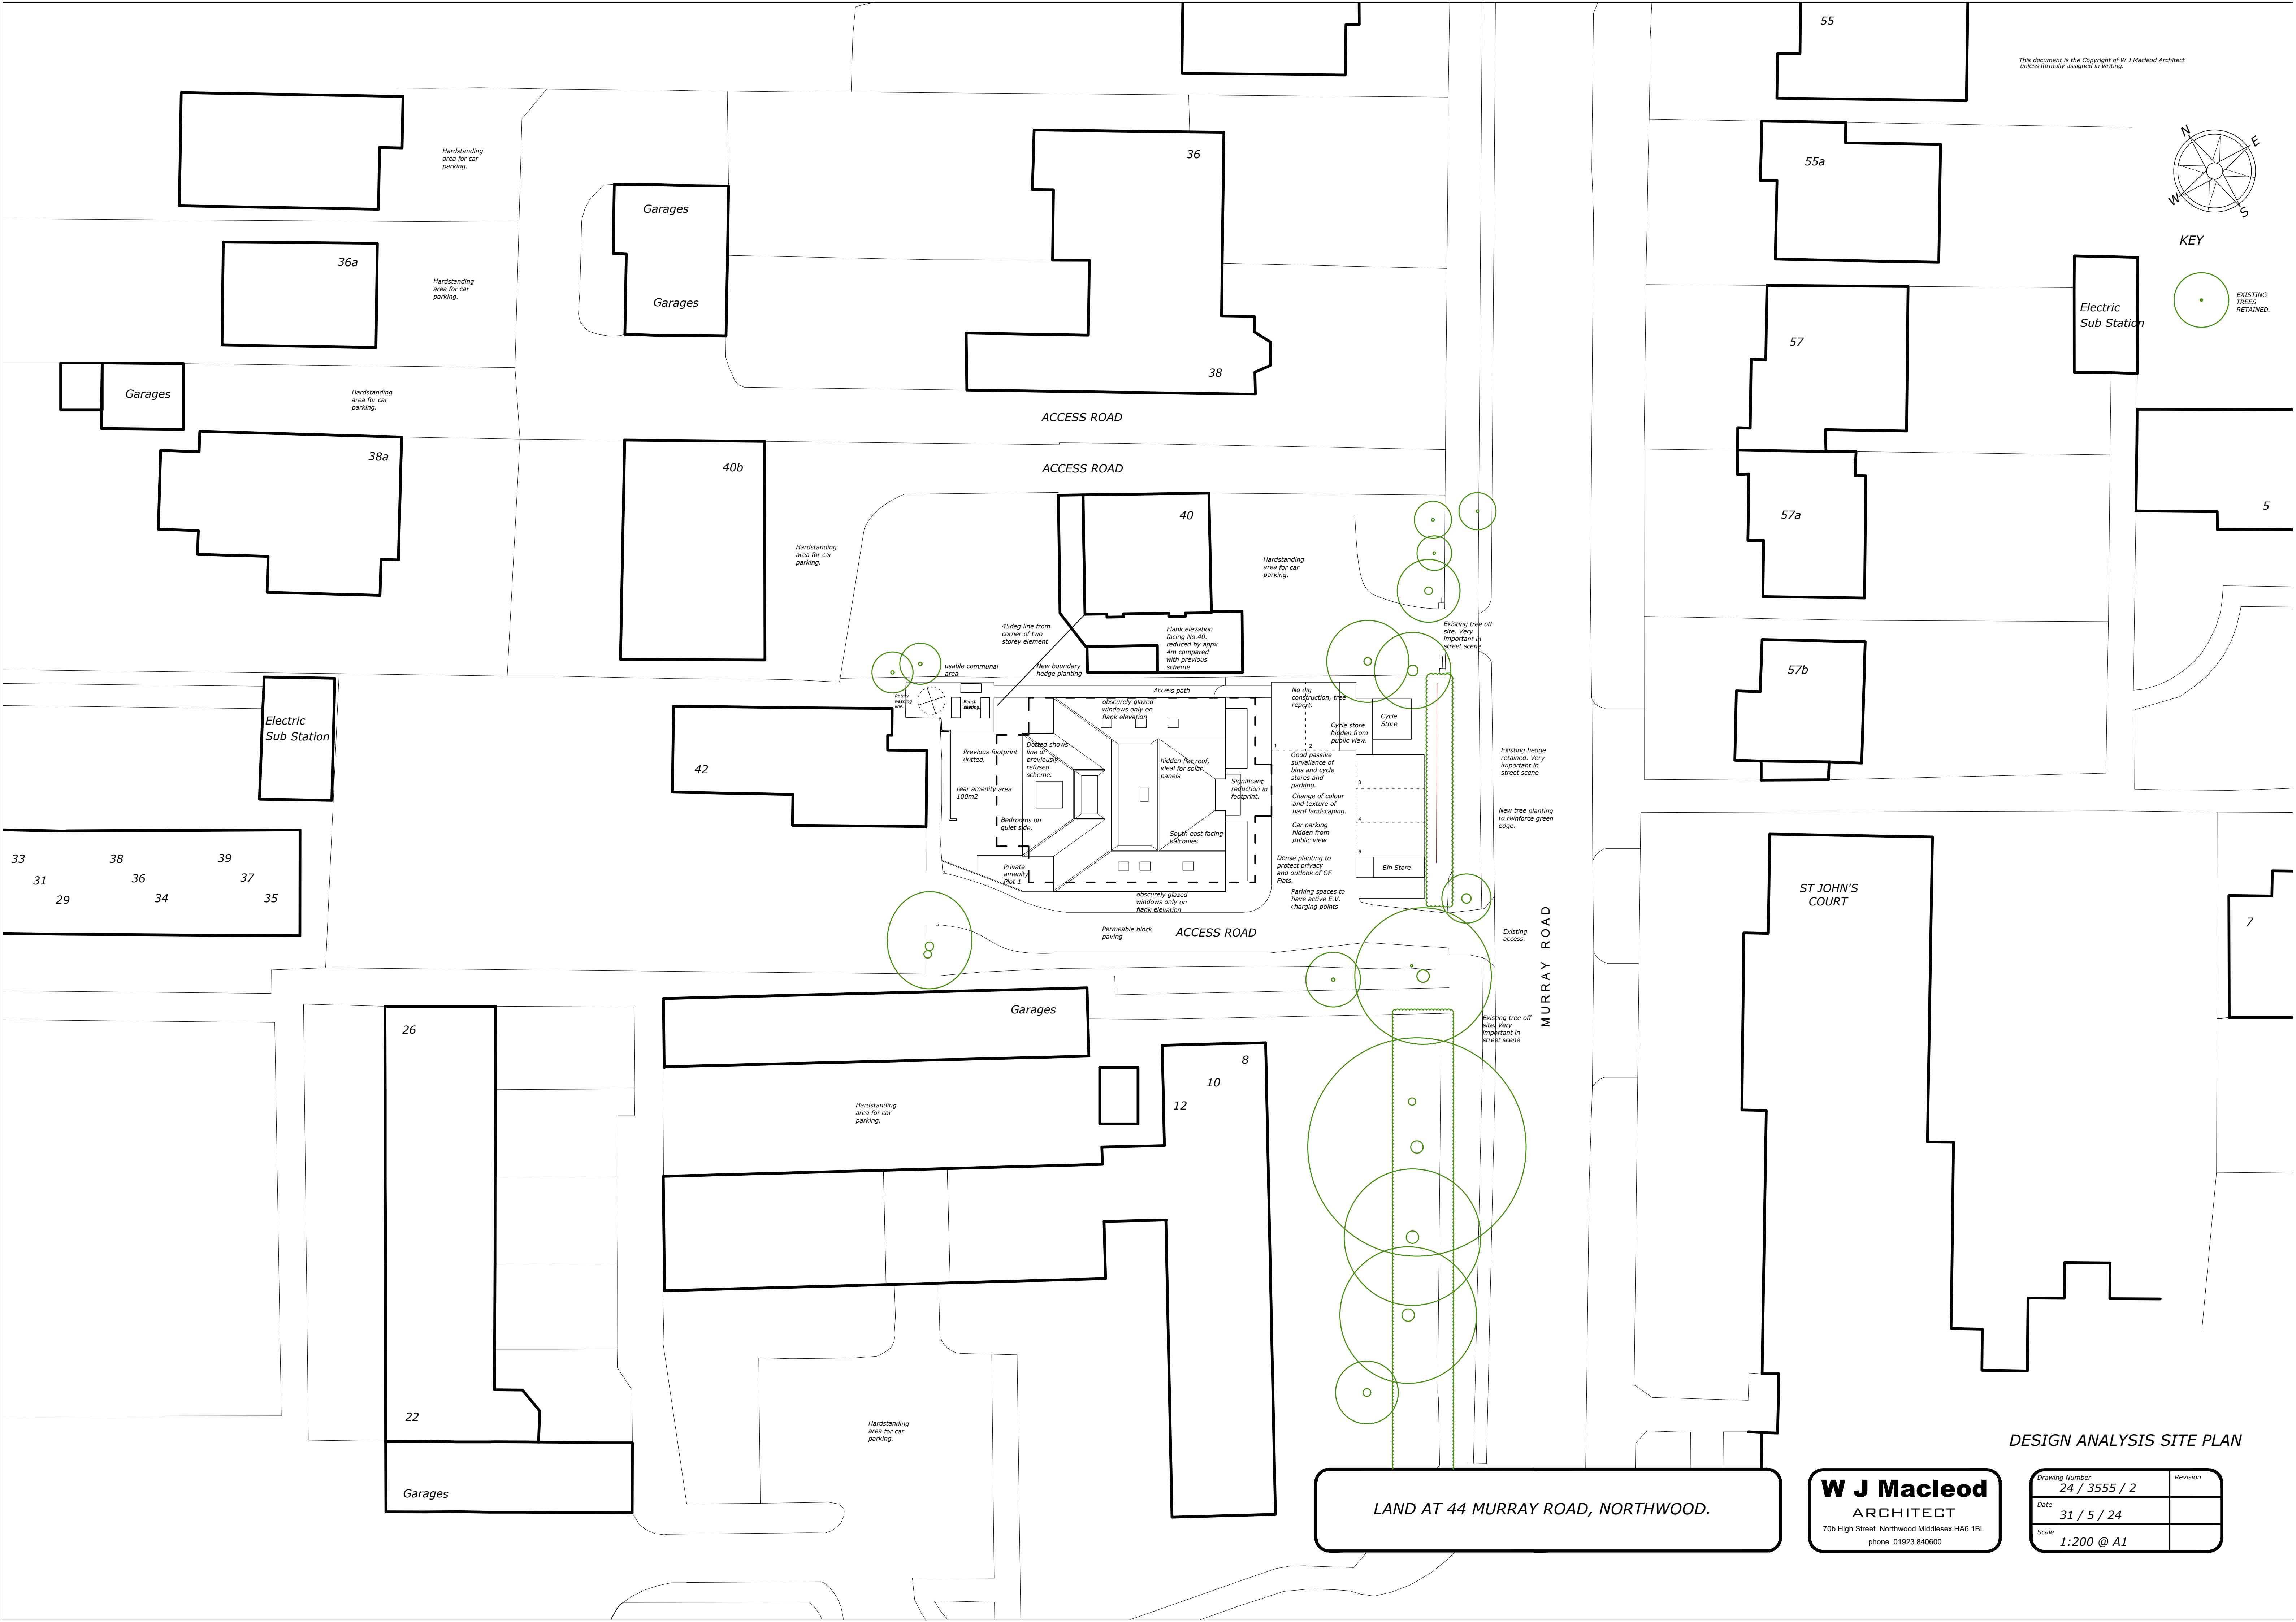 55
This document is the Copyright of W J Macleod Architect
unless formally assigned in writing.
N
E
W
S
KEY
EXISTING
TREES
RETAINED.
36
55a
Hardstanding
area for car
parking.
Garages
Garages
36a
Hardstanding
area for car
parking.
38
57
Electric
Sub Station
Garages
Hardstanding
area for car
parking.
ACCESS ROAD
ACCESS ROAD
38a
40b
40
57a
5
Hardstanding
area for car
parking.
Hardstanding
area for car
parking.
45deg line from
corner of two
storey element
Flank elevation
facing No.40.
reduced by appx
4m compared
with previous
scheme
Existing tree off
site. Very
important in
street scene
usable communal
area
New boundary
hedge planting
57b
Rotary
washing
line.
Bench
seating.
Access path
obscurely glazed
windows only on
flank elevation
No dig
construction, tree
report.
Cycle
Store
Cycle store
hidden from
public view.
Electric
Sub Station
42
Previous footprint
dotted.
Dotted shows
line of
previously
refused
scheme.
hidden flat roof,
ideal for solar
panels
1
2
Good passive
survailance of
bins and cycle
stores and
parking.
Existing hedge
retained. Very
important in
street scene
Significant
reduction in
footprint.
3
rear amenity area
100m2
Change of colour
and texture of
hard landscaping.
New tree planting
to reinforce green
edge.
Bedrooms on
quiet side.
4
Car parking
hidden from
public view
South east facing
balconies
5
Private
amenity
Plot 1
Dense planting to
protect privacy
and outlook of GF
Flats.
Bin Store
obscurely glazed
windows only on
flank elevation
Parking spaces to
have active E.V.
charging points
33
31
29
38
36
34
39
37
35
ST JOHN'S
COURT
7
Permeable block
paving
ACCESS ROAD
Existing
access.
MURRAY ROAD
Existing tree off
site. Very
important in
street scene
26
Garages
8
10
12
Hardstanding
area for car
parking.
22
Garages
Hardstanding
area for car
parking.
DESIGN ANALYSIS SITE PLAN
LAND AT 44 MURRAY ROAD, NORTHWOOD.
W J Macleod
ARCHITECT
70b High Street Northwood Middlesex HA6 1BL
phone 01923 840600
Drawing Number
24 / 3555 / 2
Revision
Date
31 / 5 / 24
Scale
1:200 @ A1